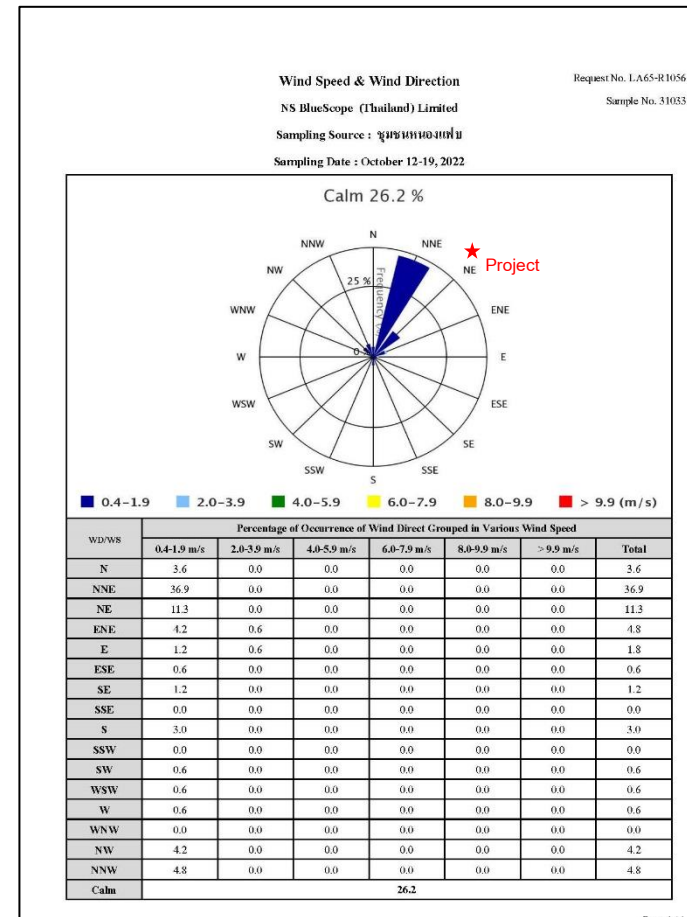 Wind Speed & Wind Direction
Request No. LA65-R1056
NS BlueScope (Thailand) Limited
Sample No. 31033
Sampling Source : ชุมชนหนองแฟบ
Sampling Date : October 12-19, 2022
Calm 26.2 %
N
NNW
NNE
NW
NE
Project
25 %
WNW
ENE
W
0
E
WSW
ESE
SW
SE
SSW
SSE
S
0.4-1.9 2.0-3.9 4.0-5.9 6.0-7.9 8.0-9.9 > 9.9 (m/s)
WD/WS Percentage of Occurrence of Wind Direct Grouped in Various Wind Speed
0.4-1.9 m/s 2.0-3.9 m/s 4.0-5.9 m/s 6.0-7.9 m/s 8.0-9.9 m/s > 9.9 m/s Total
N 3.6 0.0 0.0 0.0 0.0 0.0 3.6
NNE 36.9 0.0 0.0 0.0 0.0 0.0 36.9
NE 11.3 0.0 0.0 0.0 0.0 0.0 11.3
ENE 4.2 0.6 0.0 0.0 0.0 0.0 4.8
E 1.2 0.6 0.0 0.0 0.0 0.0 1.8
ESE 0.6 0.0 0.0 0.0 0.0 0.0 0.6
SE 1.2 0.0 0.0 0.0 0.0 0.0 1.2
SSE 0.0 0.0 0.0 0.0 0.0 0.0 0.0
S 3.0 0.0 0.0 0.0 0.0 0.0 3.0
SSW 0.0 0.0 0.0 0.0 0.0 0.0 0.0
SW 0.6 0.0 0.0 0.0 0.0 0.0 0.6
WSW 0.6 0.0 0.0 0.0 0.0 0.0 0.6
W 0.6 0.0 0.0 0.0 0.0 0.0 0.6
WNW 0.0 0.0 0.0 0.0 0.0 0.0 0.0
NW 4.2 0.0 0.0 0.0 0.0 0.0 4.2
NNW 4.8 0.0 0.0 0.0 0.0 0.0 4.8
Calm 26.2